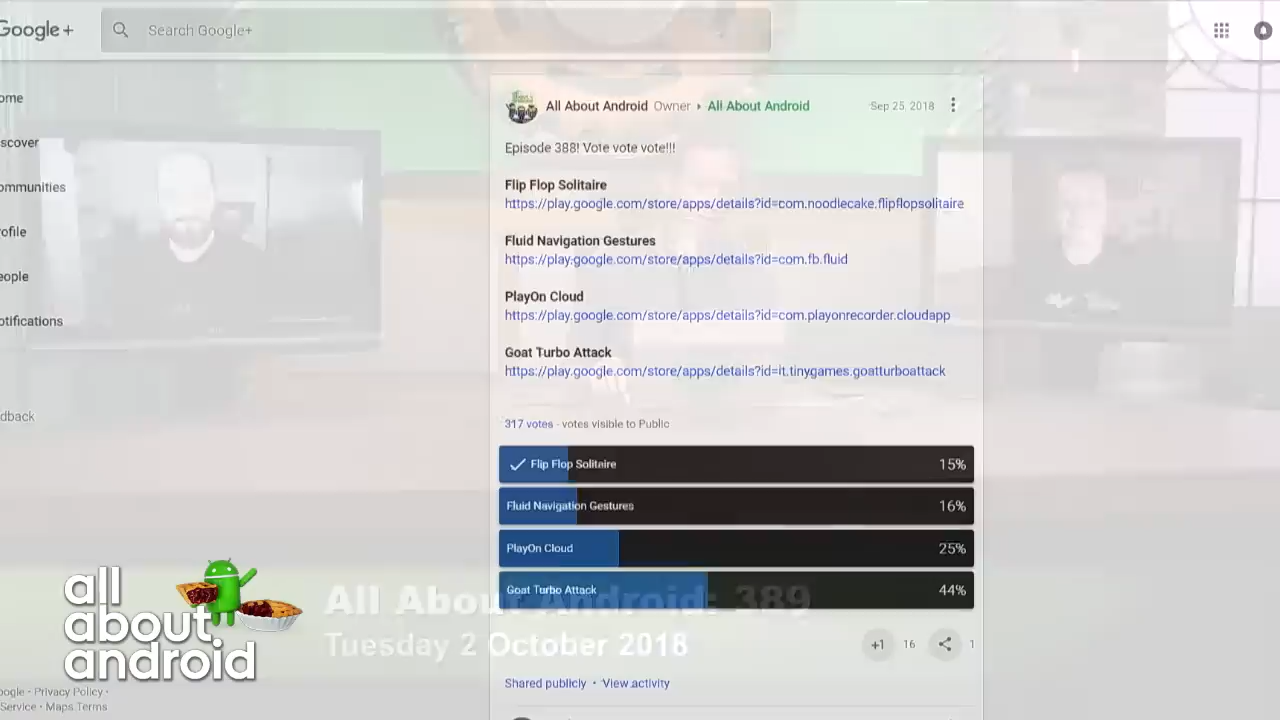 Google+
Search Google+
ome
scover
ommunities
ofile
eople
otifications
dback
All About Android Owner ▸ All About Android
Sep 25, 2018
Episode 388! Vote vote vote!!!
Flip Flop Solitaire
https://play.google.com/store/apps/details?id=com.noodlecake.flipflopsolitaire
Fluid Navigation Gestures
https://play.google.com/store/apps/details?id=com.fb.fluid
PlayOn Cloud
https://play.google.com/store/apps/details?id=com.playonrecorder.cloudapp
Goat Turbo Attack
https://play.google.com/store/apps/details?id=it.tinygames.goatturboattack
317 votes - votes visible to Public
Flip Flop Solitaire 15%
Fluid Navigation Gestures 16%
PlayOn Cloud 25%
Goat Turbo Attack 44%
+1 16 1
Shared publicly • View activity
all
about
android
All About Android: 389
Tuesday 2 October 2018
ogle • Privacy Policy •
Service • Maps Terms